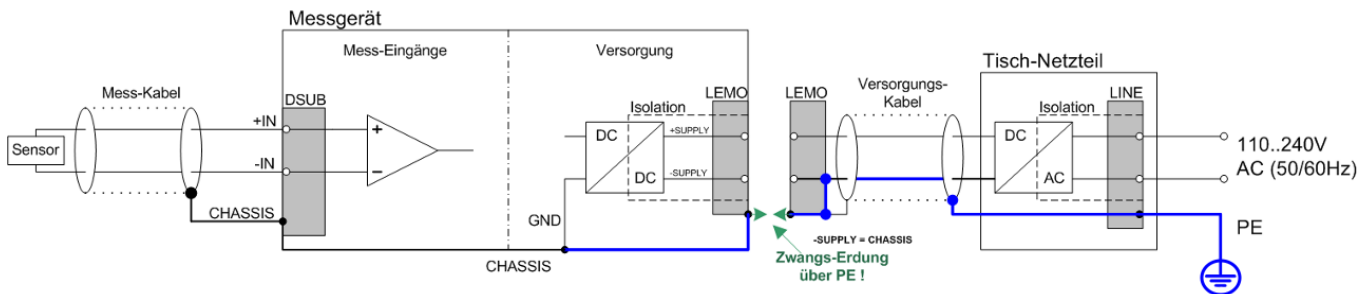 Messgerät
Mess-Eingänge
Versorgung
Tisch-Netzteil
Mess-Kabel
DSUB
LEMO
LEMO
Versorgungs-
Kabel
LINE
Isolation
Isolation
+IN
+
DC
+SUPPLY
DC
Sensor
110..240V
AC (50/60Hz)
-IN
−
DC
-SUPPLY
AC
CHASSIS
GND
PE
-SUPPLY = CHASSIS
CHASSIS
Zwangs-Erdung
über PE !